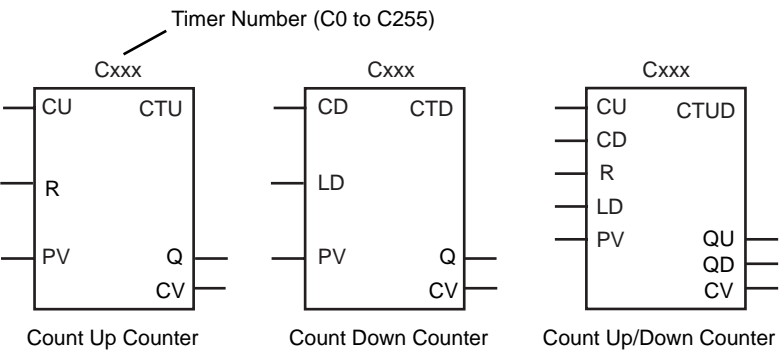 Timer Number (C0 to C255)
Cxxx
CU CTU
R
PV Q
CV
Count Up Counter
Cxxx
CD CTD
LD
PV Q
CV
Count Down Counter
Cxxx
CU CTUD
CD
R
LD
PV QU
QD
CV
Count Up/Down Counter